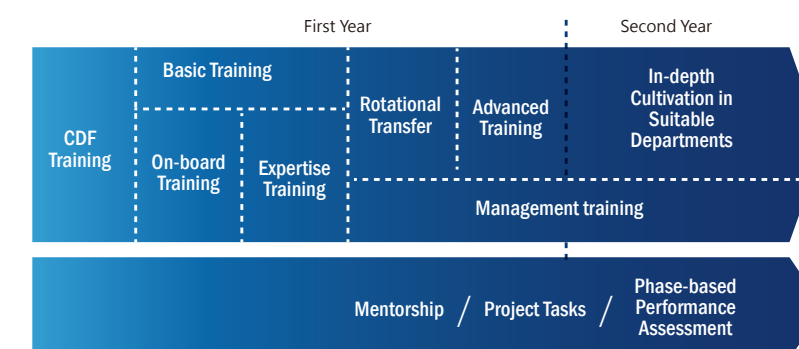 First Year
Second Year
CDF
Training
Basic Training
On-board
Training
Expertise
Training
Rotational
Transfer
Advanced
Training
In-depth
Cultivation in
Suitable
Departments
Management training
Mentorship / Project Tasks /
Phase-based
Performance
Assessment